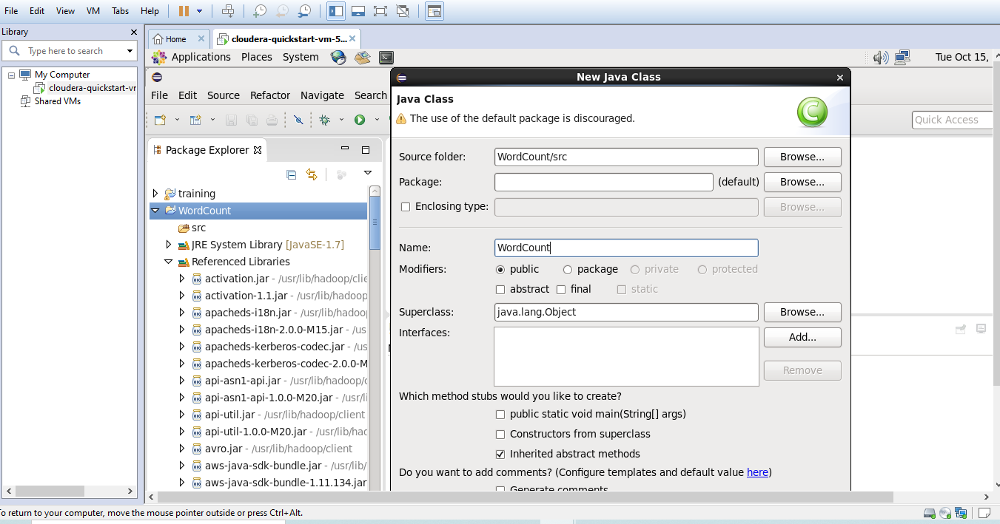 File Edit View VM Tabs Help
Library
Home
cloudera-quickstart-vm-5...
Type here to search
Applications Places System
Tue Oct 15,
My Computer
cloudera-quickstart-vr
Shared VMs
New Java Class
File Edit Source Refactor Navigate Search
Java Class
The use of the default package is discouraged.
Quick Access
Package Explorer
Source folder: WordCount/src Browse...
Package: (default) Browse...
Enclosing type: Browse...
training
WordCount
src
JRE System Library [JavaSE-1.7]
Referenced Libraries
activation.jar - /usr/lib/hadoop/clie
activation-1.1.jar - /usr/lib/hadoop
apacheds-i18n.jar - /usr/lib/hadoop
apacheds-i18n-2.0.0-M15.jar - /us
apacheds-kerberos-codec.jar - /us
apacheds-kerberos-codec-2.0.0-M
api-asn1-api.jar - /usr/lib/hadoop/c
api-asn1-api-1.0.0-M20.jar - /usr/l
api-util.jar - /usr/lib/hadoop/client
api-util-1.0.0-M20.jar - /usr/lib/hac
avro.jar - /usr/lib/hadoop/client
aws-java-sdk-bundle.jar - /usr/lib/
aws-java-sdk-bundle-1.11.134.jar
Name: WordCount
Modifiers: public package private protected
abstract final static
Superclass: java.lang.Object Browse...
Interfaces: Add...
Remove
Which method stubs would you like to create?
public static void main(String[] args)
Constructors from superclass
Inherited abstract methods
Do you want to add comments? (Configure templates and default value here)
Generate comments
To return to your computer, move the mouse pointer outside or press Ctrl+Alt.